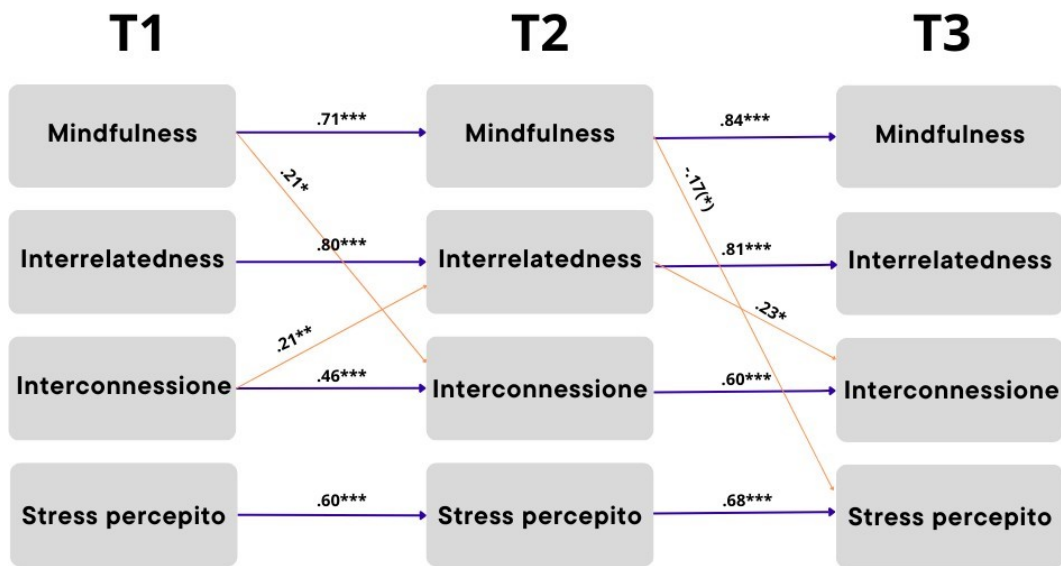 T1 T2 T3
Mindfulness .71*** Mindfulness .84*** Mindfulness
.21* -.17(*)
Interrelatedness .80*** Interrelatedness .81*** Interrelatedness
.21** .23*
Interconnessione .46*** Interconnessione .60*** Interconnessione
Stress percepito .60*** Stress percepito .68*** Stress percepito